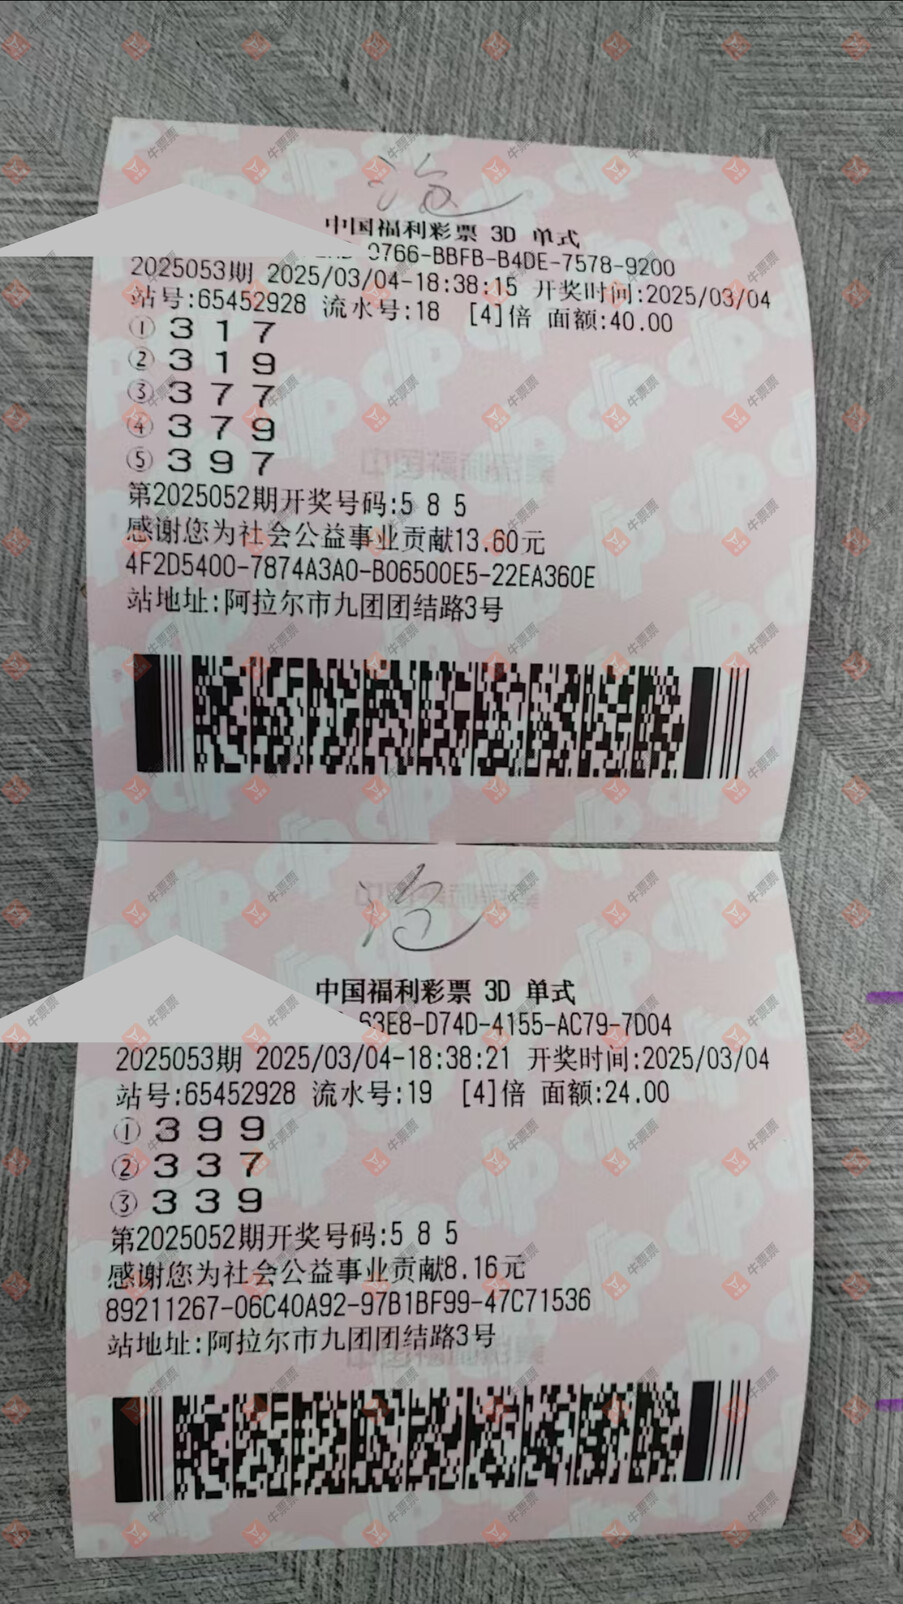 中国福利彩票 3D 单式
0766-BBFB-B4DE-7578-9200
2025053期 2025/03/04-18:38:15 开奖时间:2025/03/04
站号:65452928 流水号:18 [4]倍 面额:40.00
① 3 1 7
② 3 1 9
③ 3 7 7
④ 3 7 9
⑤ 3 9 7
第2025052期开奖号码:5 8 5
感谢您为社会公益事业贡献13.60元
4F2D5400-7874A3A0-B06500E5-22EA360E
站地址:阿拉尔市九团团结路3号
中国福利彩票 3D 单式
63E8-D74D-4155-AC79-7D04
2025053期 2025/03/04-18:38:21 开奖时间:2025/03/04
站号:65452928 流水号:19 [4]倍 面额:24.00
① 3 9 9
② 3 3 7
③ 3 3 9
第2025052期开奖号码:5 8 5
感谢您为社会公益事业贡献8.16元
89211267-06C40A92-97B1BF99-47C71536
站地址:阿拉尔市九团团结路3号
牛票票